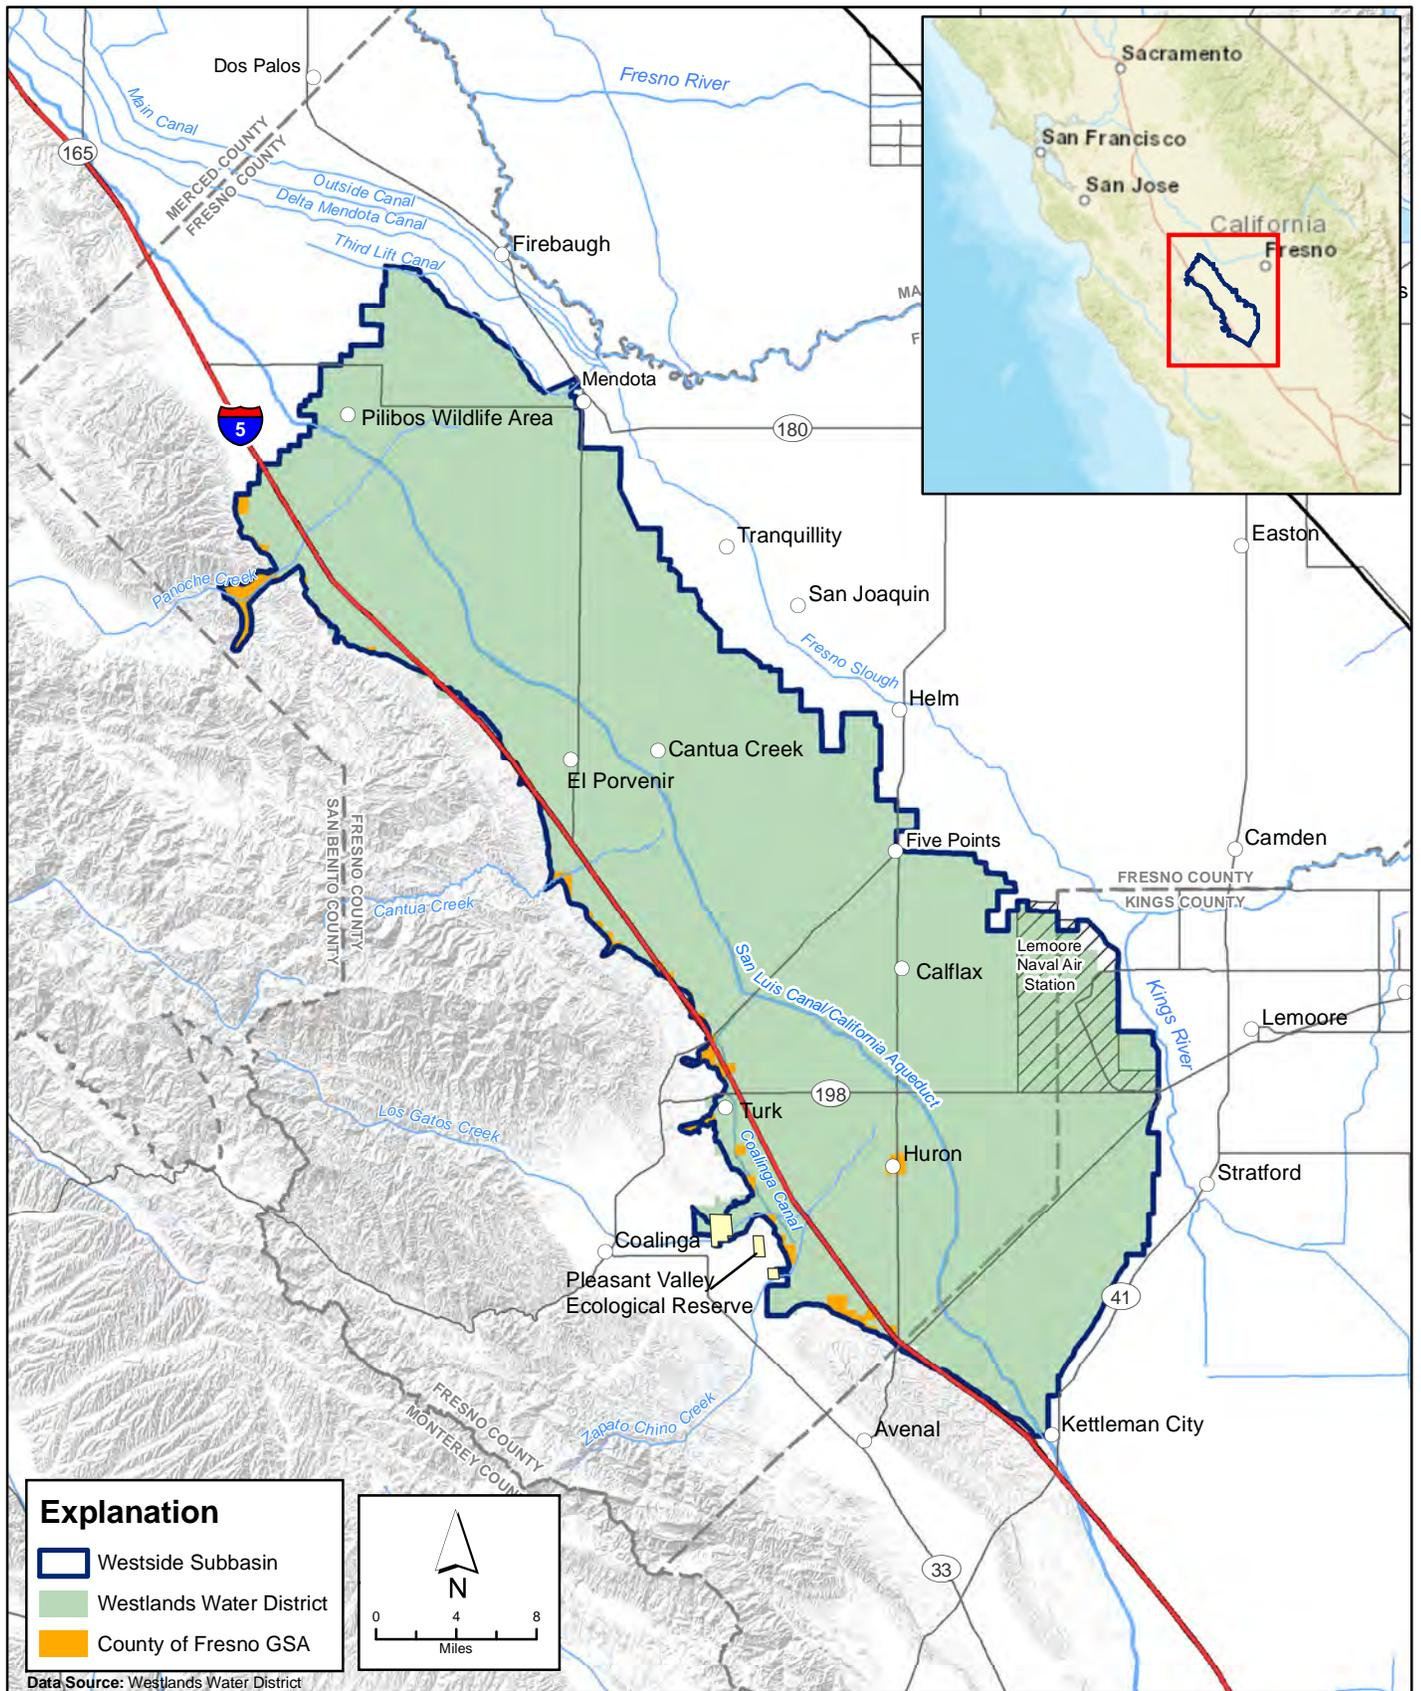 Dos Palos
Fresno River
Main Canal
165
MERCED COUNTY
FRESNO COUNTY
Outside Canal
Delta Mendota Canal
Third Lift Canal
Firebaugh
Sacramento
San Francisco
San Jose
California
Fresno
MA
F
S
Mendota
Pilibos Wildlife Area
5
180
Tranquillity
Easton
San Joaquin
Panoche Creek
Fresno Slough
Helm
Cantua Creek
El Porvenir
SAN BENITO COUNTY
FRESNO COUNTY
Five Points
Camden
FRESNO COUNTY
KINGS COUNTY
Cantua Creek
Lemoore
Naval Air
Station
San Luis Canal/California Aqueduct
Calflax
Kings River
Lemoore
Los Gatos Creek
198
Turk
Coalinga Canal
Huron
Stratford
Coalinga
Pleasant Valley
Ecological Reserve
41
FRESNO COUNTY
MONTEREY COUN
Zapato Chino Creek
Avenal
Kettleman City
33
Explanation
Westside Subbasin
Westlands Water District
County of Fresno GSA
N
0 4 8
Miles
Data Source: Westlands Water District